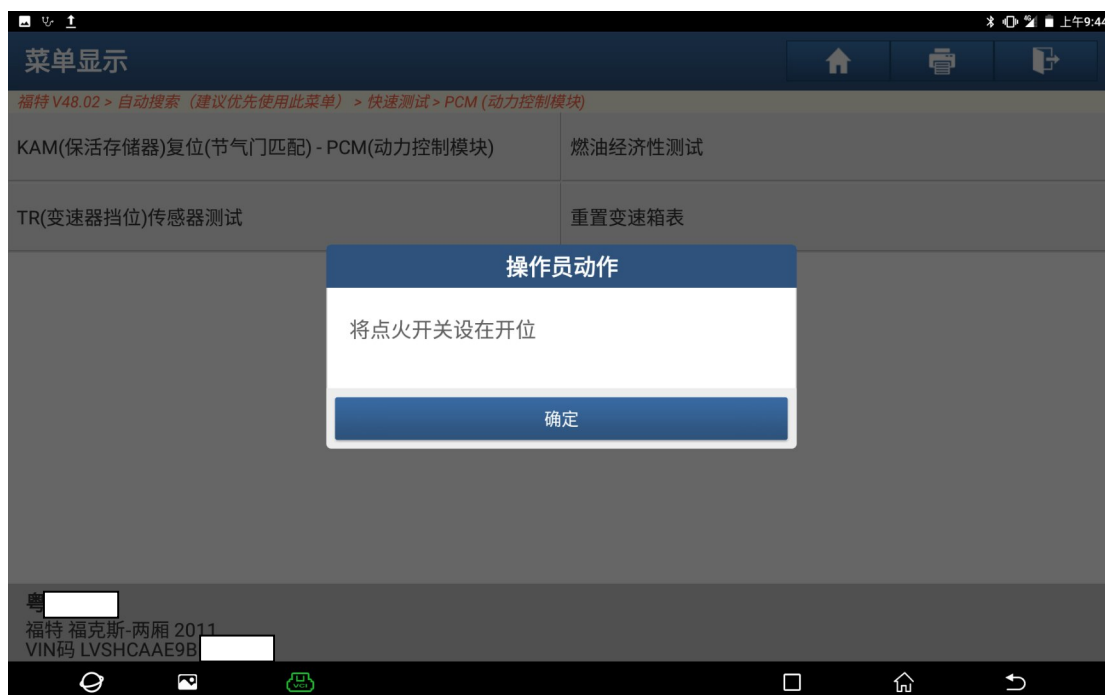 上午9:44
菜单显示
福特 V48.02 > 自动搜索（建议优先使用此菜单） > 快速测试 > PCM (动力控制模块)
KAM(保活存储器)复位(节气门匹配) - PCM(动力控制模块)
燃油经济性测试
TR(变速器挡位)传感器测试
重置变速箱表
操作员动作
将点火开关设在开位
确定
粤
福特 福克斯-两厢 2011
VIN码 LVSHCAAE9B
VCI